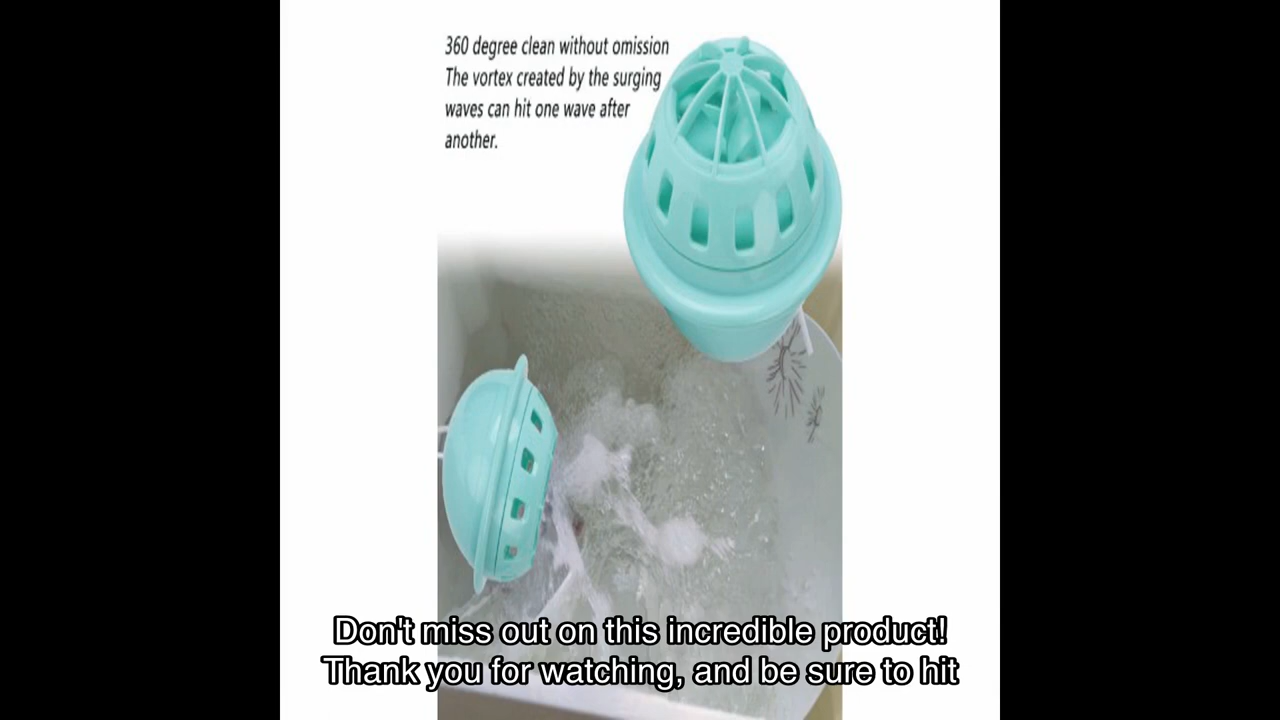 360 degree clean without omission
The vortex created by the surging
waves can hit one wave after
another.
Don't miss out on this incredible product!
Thank you for watching, and be sure to hit